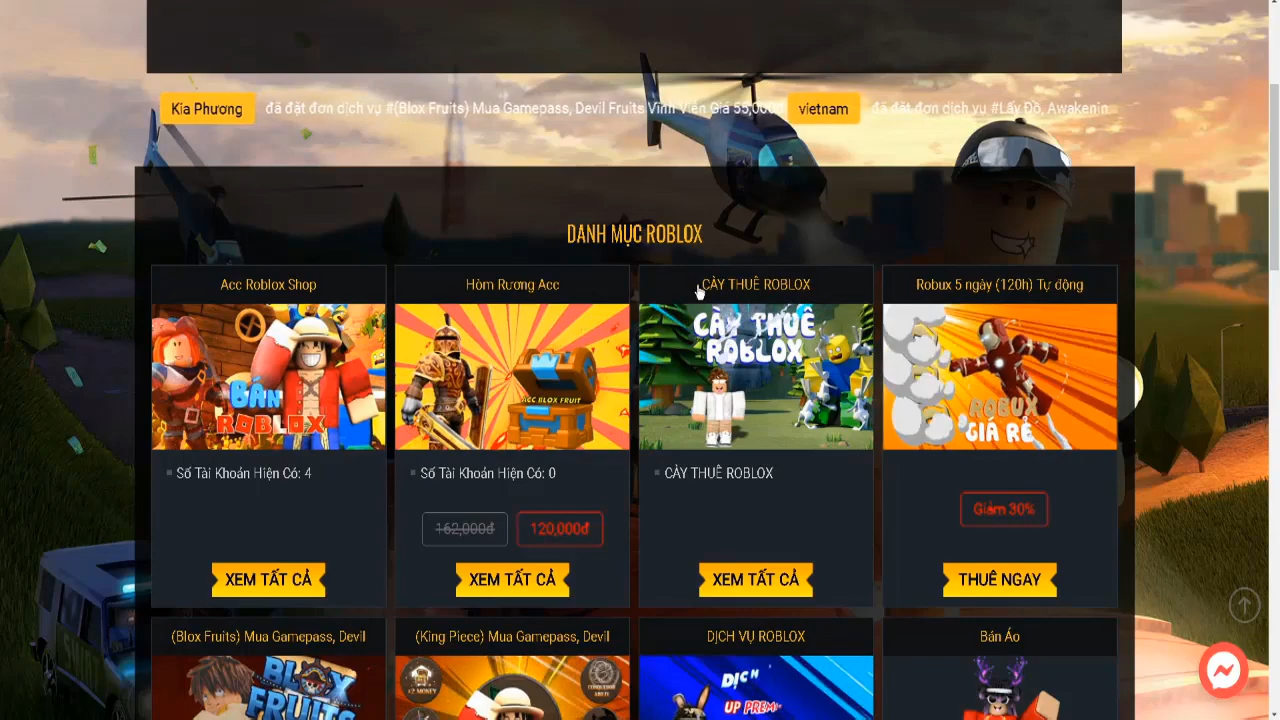 Kia Phương đã đặt đơn dịch vụ #(Blox Fruits) Mua Gamepass, Devil Fruits Vĩnh Viễn Giá 55,000đ vietnam đã đặt đơn dịch vụ #Lấy Đồ, Awakenin
DANH MỤC ROBLOX
Acc Roblox Shop
Hòm Rương Acc
CÀY THUÊ ROBLOX
Robux 5 ngày (120h) Tự động
BÁN
ROBLOX
ACC BLOX FRUIT
CÀY THUÊ
ROBLOX
ROBUX
GIÁ RẺ
Số Tài Khoản Hiện Có: 4
Số Tài Khoản Hiện Có: 0
CÀY THUÊ ROBLOX
162,000đ
120,000đ
Giảm 30%
XEM TẤT CẢ
XEM TẤT CẢ
XEM TẤT CẢ
THUÊ NGAY
(Blox Fruits) Mua Gamepass, Devil
(King Piece) Mua Gamepass, Devil
DỊCH VỤ ROBLOX
Bán Áo
BLOX
FRUITS
×2 MONEY
CONQUEROR
HAKI
DỊCH
UP PREM